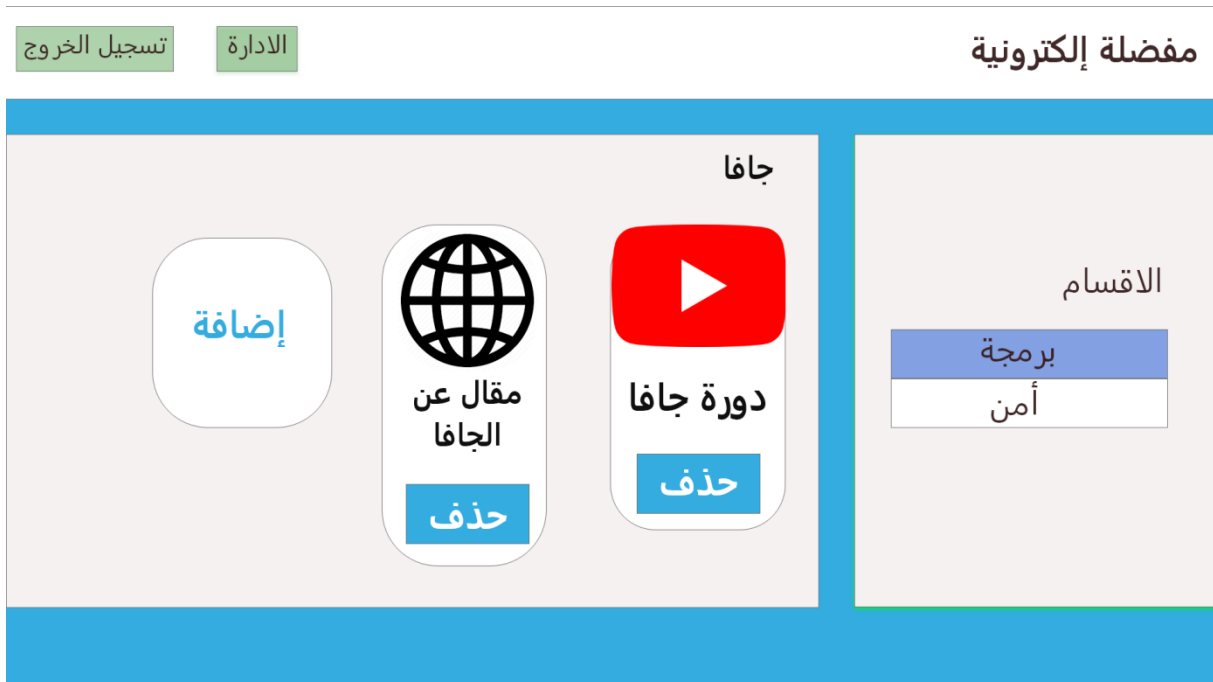 مفضلة إلكترونية
الادارة
تسجيل الخروج
الاقسام
برمجة
أمن
جافا
دورة جافا
حذف
مقال عن
الجافا
حذف
إضافة